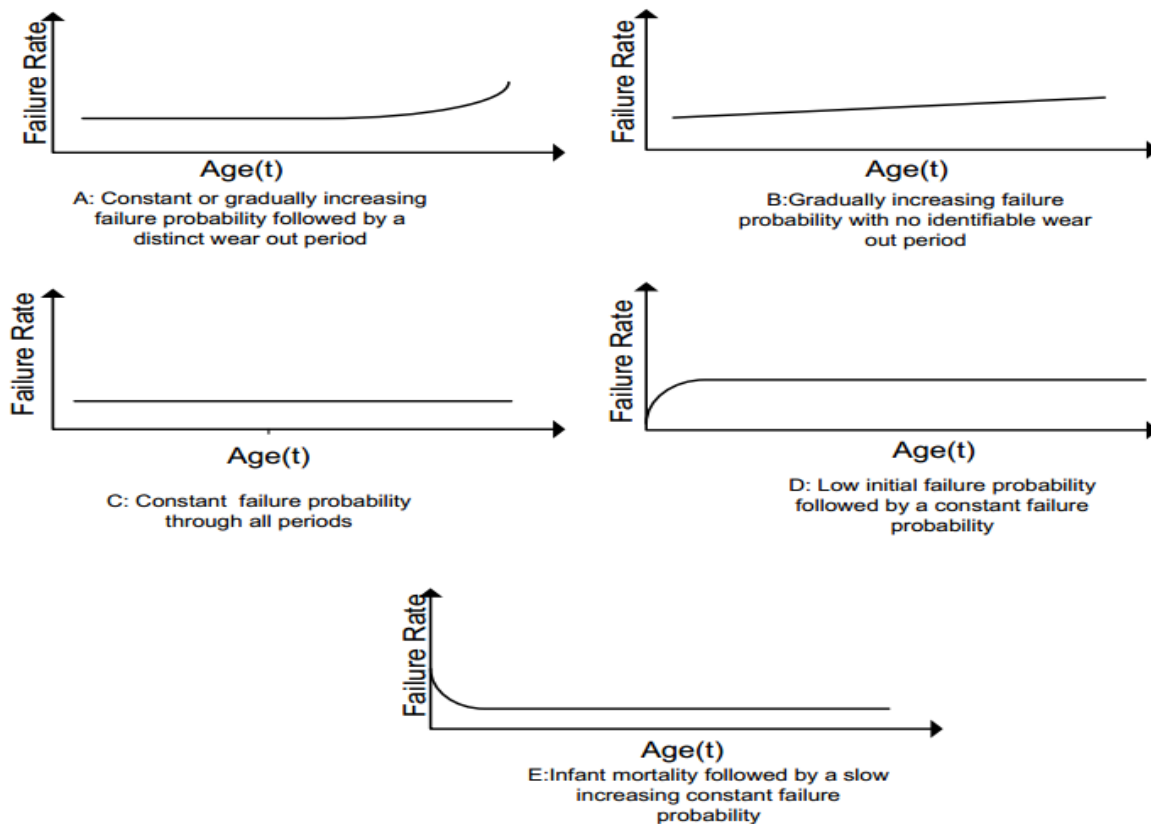 Failure Rate
Age(t)
A: Constant or gradually increasing
failure probability followed by a
distinct wear out period
Failure Rate
Age(t)
B:Gradually increasing failure
probability with no identifiable wear
out period
Failure Rate
Age(t)
C: Constant failure probability
through all periods
Failure Rate
Age(t)
D: Low initial failure probability
followed by a constant failure
probability
Failure Rate
Age(t)
E:Infant mortality followed by a slow
increasing constant failure
probability